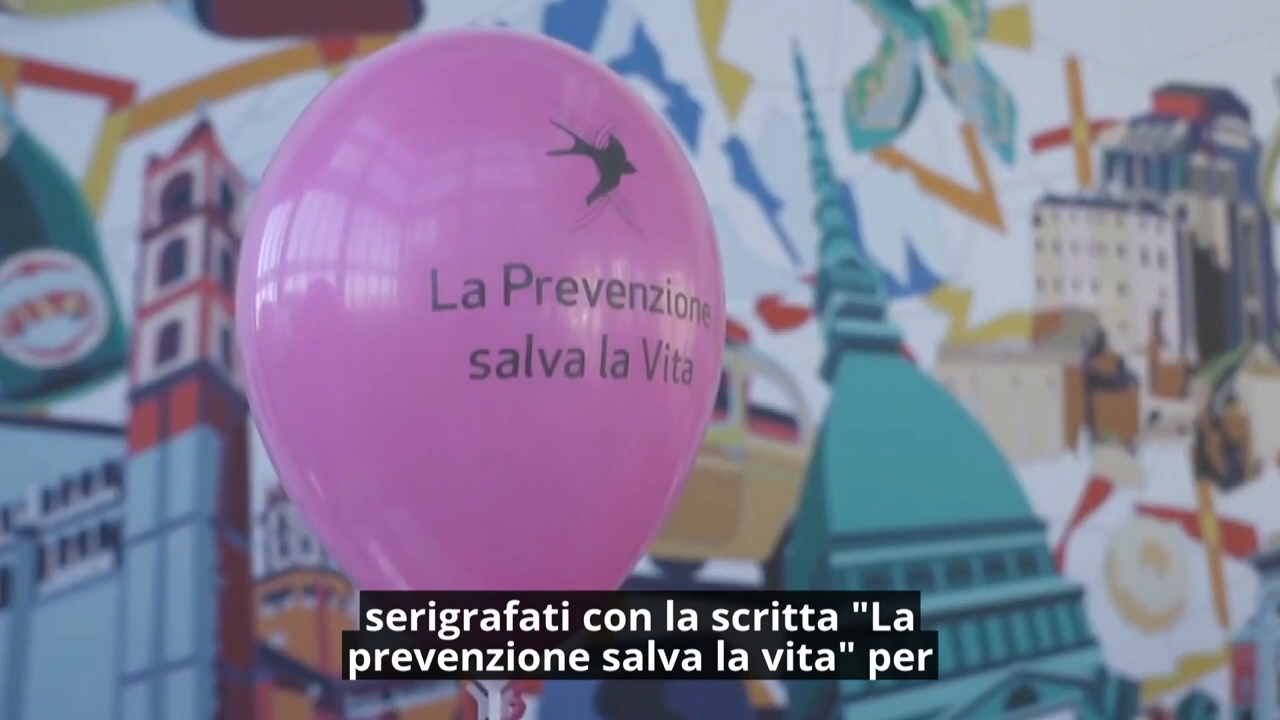 La Prevenzione
salva la Vita
serigrafati con la scritta "La
prevenzione salva la vita" per